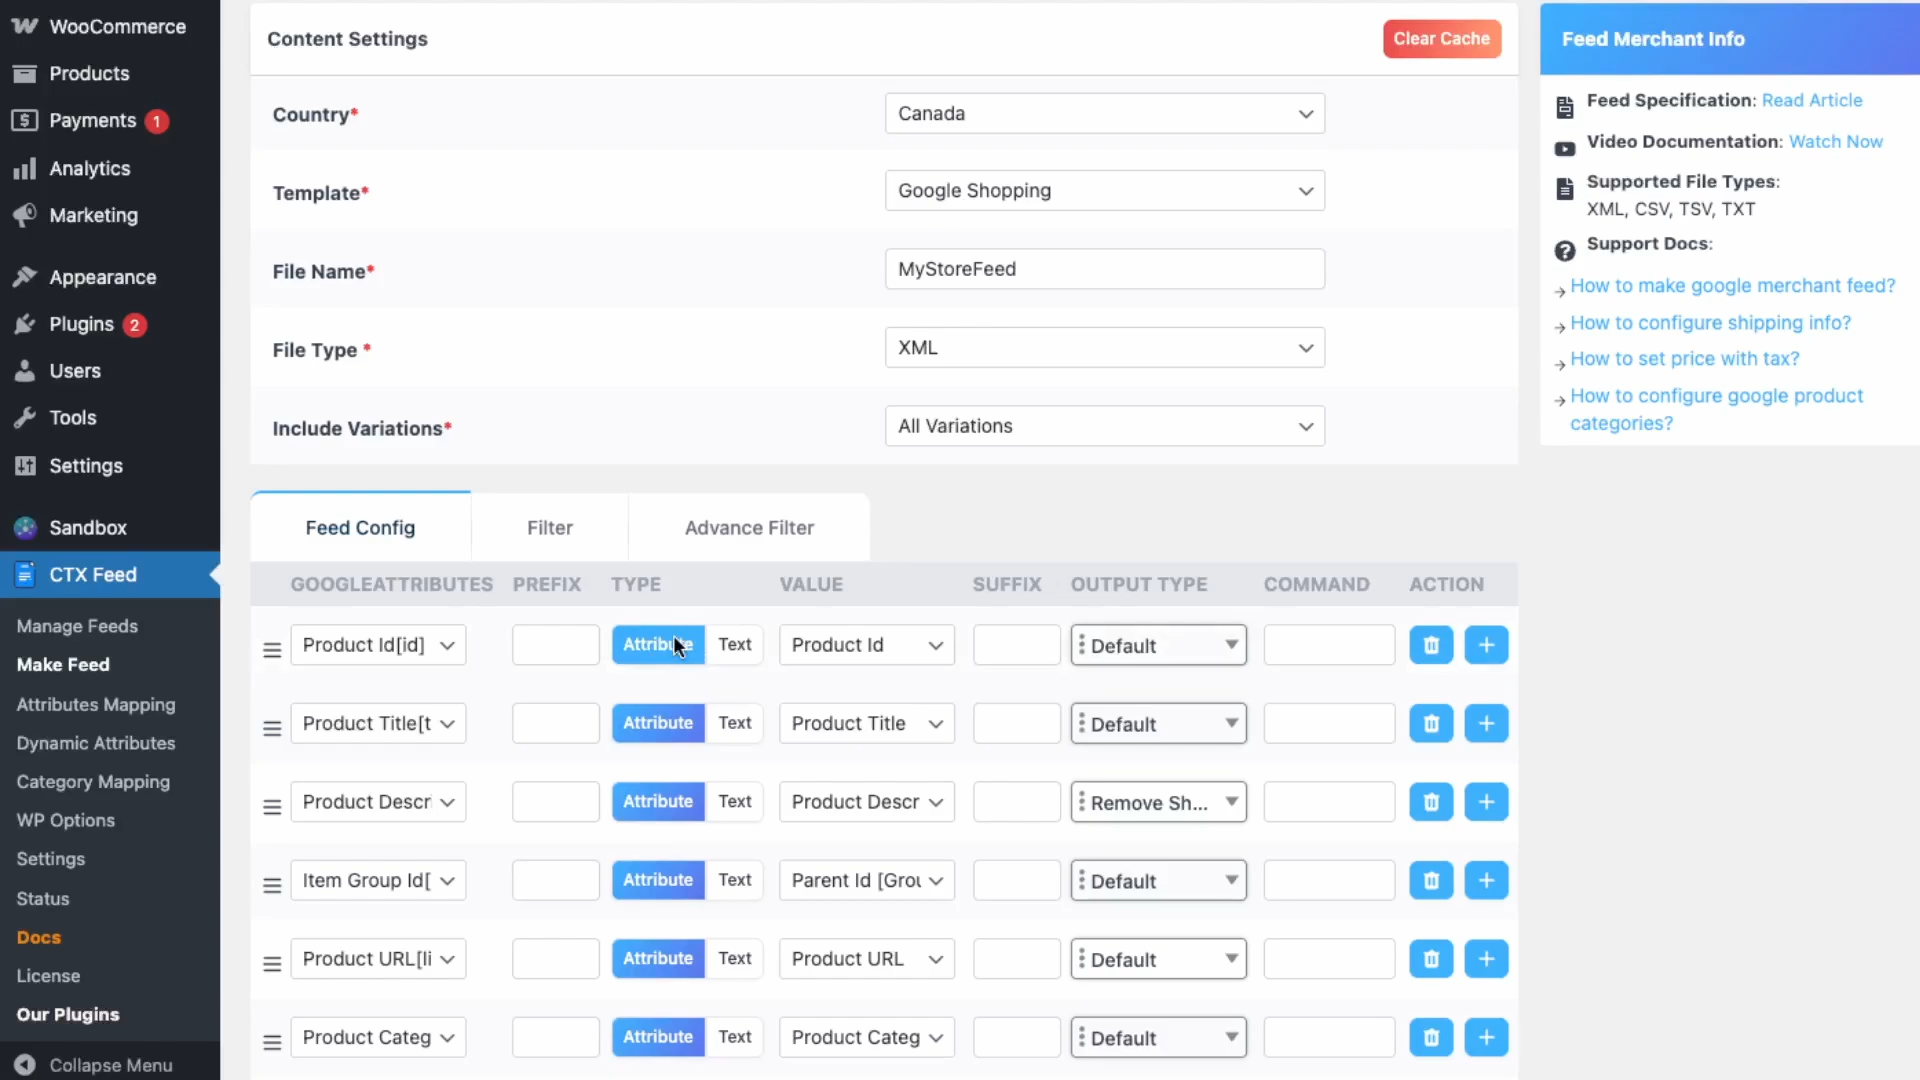 WooCommerce
Products
Payments 1
Analytics
Marketing
Appearance
Plugins 2
Users
Tools
Settings
Sandbox
CTX Feed
Manage Feeds
Make Feed
Attributes Mapping
Dynamic Attributes
Category Mapping
WP Options
Settings
Status
Docs
License
Our Plugins
Collapse Menu
Content Settings
Clear Cache
Country*
Canada
Template*
Google Shopping
File Name*
MyStoreFeed
File Type *
XML
Include Variations*
All Variations
Feed Config Filter Advance Filter
GOOGLEATTRIBUTES PREFIX TYPE VALUE SUFFIX OUTPUT TYPE COMMAND ACTION
Product Id[id] Attribute Text Product Id Default
Product Title[t Attribute Text Product Title Default
Product Descr Attribute Text Product Descr Remove Sh...
Item Group Id[ Attribute Text Parent Id [Grou Default
Product URL[li Attribute Text Product URL Default
Product Categ Attribute Text Product Categ Default
Feed Merchant Info
Feed Specification: Read Article
Video Documentation: Watch Now
Supported File Types:
XML, CSV, TSV, TXT
Support Docs:
How to make google merchant feed?
How to configure shipping info?
How to set price with tax?
How to configure google product
categories?